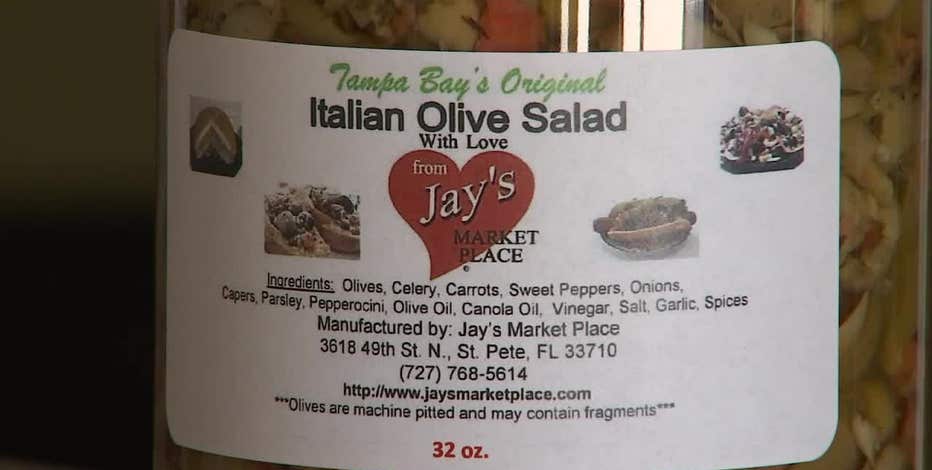 Tampa Bay's Original
Italian Olive Salad
With Love
from
Jay's
MARKET
PLACE
©
Ingredients: Olives, Celery, Carrots, Sweet Peppers, Onions,
Capers, Parsley, Pepperocini, Olive Oil, Canola Oil, Vinegar, Salt, Garlic, Spices
Manufactured by: Jay's Market Place
3618 49th St. N., St. Pete, FL 33710
(727) 768-5614
http://www.jaysmarketplace.com
***Olives are machine pitted and may contain fragments***
32 oz.